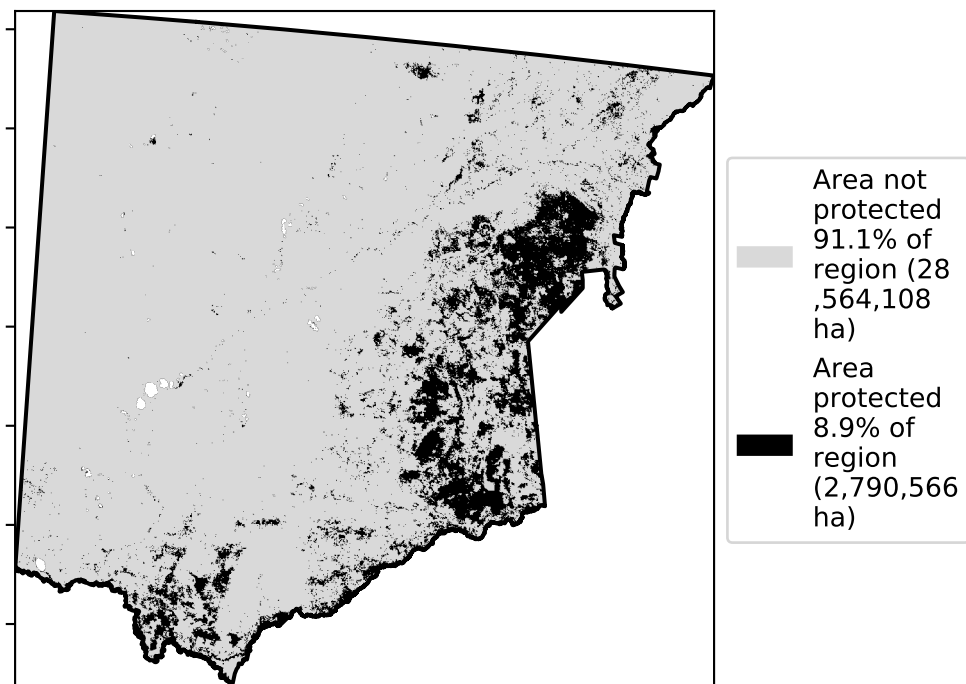 Area not
protected
91.1% of
region (28
,564,108
ha)
Area
protected
8.9% of
region
(2,790,566
ha)